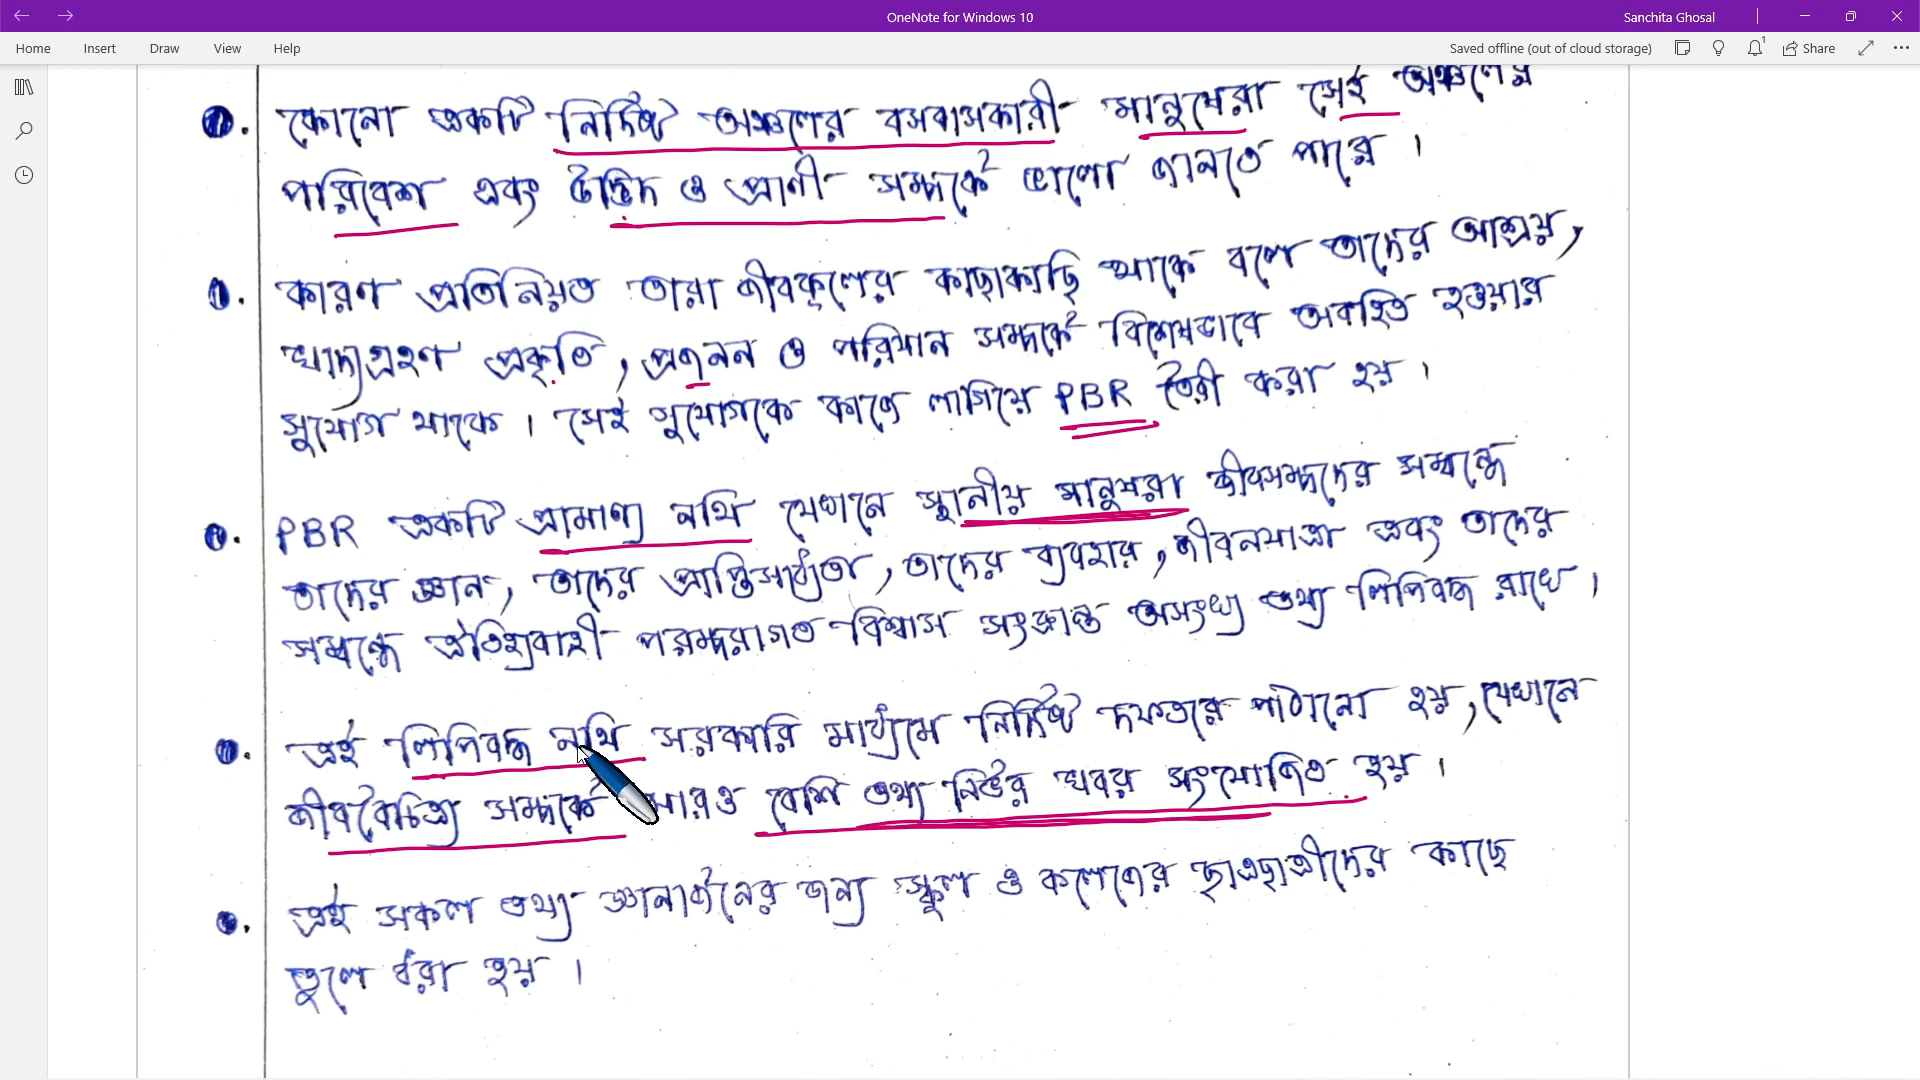 OneNote for Windows 10
Sanchita Ghosal
Home Insert Draw View Help
Saved offline (out of cloud storage)
1
Share
কোনো একটি নির্দিষ্ট অঞ্চলের বসবাসকারী মানুষেরা সেই অঞ্চলের
পরিবেশ এবং উদ্ভিদ ও প্রাণী সম্পর্কে ভালো জানতে পারে ।
কারণ প্রতিনিয়ত তারা জীবকূলের কাছাকাছি থাকে বলে তাদের আশ্রয়,
খাদ্যগ্রহণ প্রকৃতি, প্রজনন ও পরিযান সম্পর্কে বিশেষভাবে অবহিত হওয়ার
সুযোগ থাকে । সেই সুযোগকে কাজে লাগিয়ে PBR তৈরী করা হয় ।
PBR একটি প্রামাণ্য নথি যেখানে স্থানীয় মানুষরা জীবসম্পদের সম্বন্ধে
তাদের জ্ঞান, তাদের প্রাপ্তিসাধ্যতা, তাদের ব্যবহার, জীবনযাত্রা এবং তাদের
সম্বন্ধে ঐতিহ্যবাহী পরম্পরাগত বিশ্বাস সংক্রান্ত অসংখ্য তথ্য লিপিবদ্ধ রাখে ।
এই লিপিবদ্ধ নথি সরকারি মাধ্যমে নির্দিষ্ট দফতরে পাঠানো হয়, যেখানে
জীববৈচিত্র্য সম্পর্কে আরও বেশি তথ্য নির্ভর খবর সংযোজিত হয় ।
এই সকল তথ্য জ্ঞানার্জনের জন্য স্কুল ও কলেজের ছাত্রছাত্রীদের কাছে
তুলে ধরা হয় ।